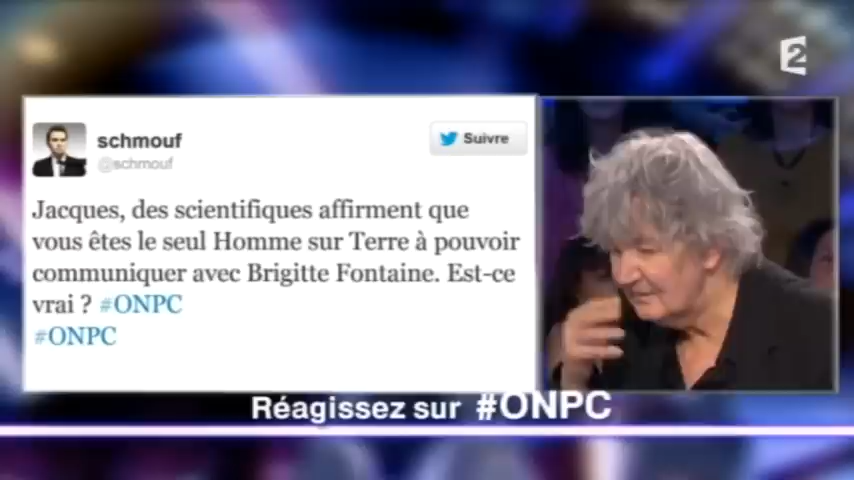 2
schmouf
@schmouf
Suivre
Jacques, des scientifiques affirment que
vous êtes le seul Homme sur Terre à pouvoir
communiquer avec Brigitte Fontaine. Est-ce
vrai ? #ONPC
#ONPC
Réagissez sur #ONPC